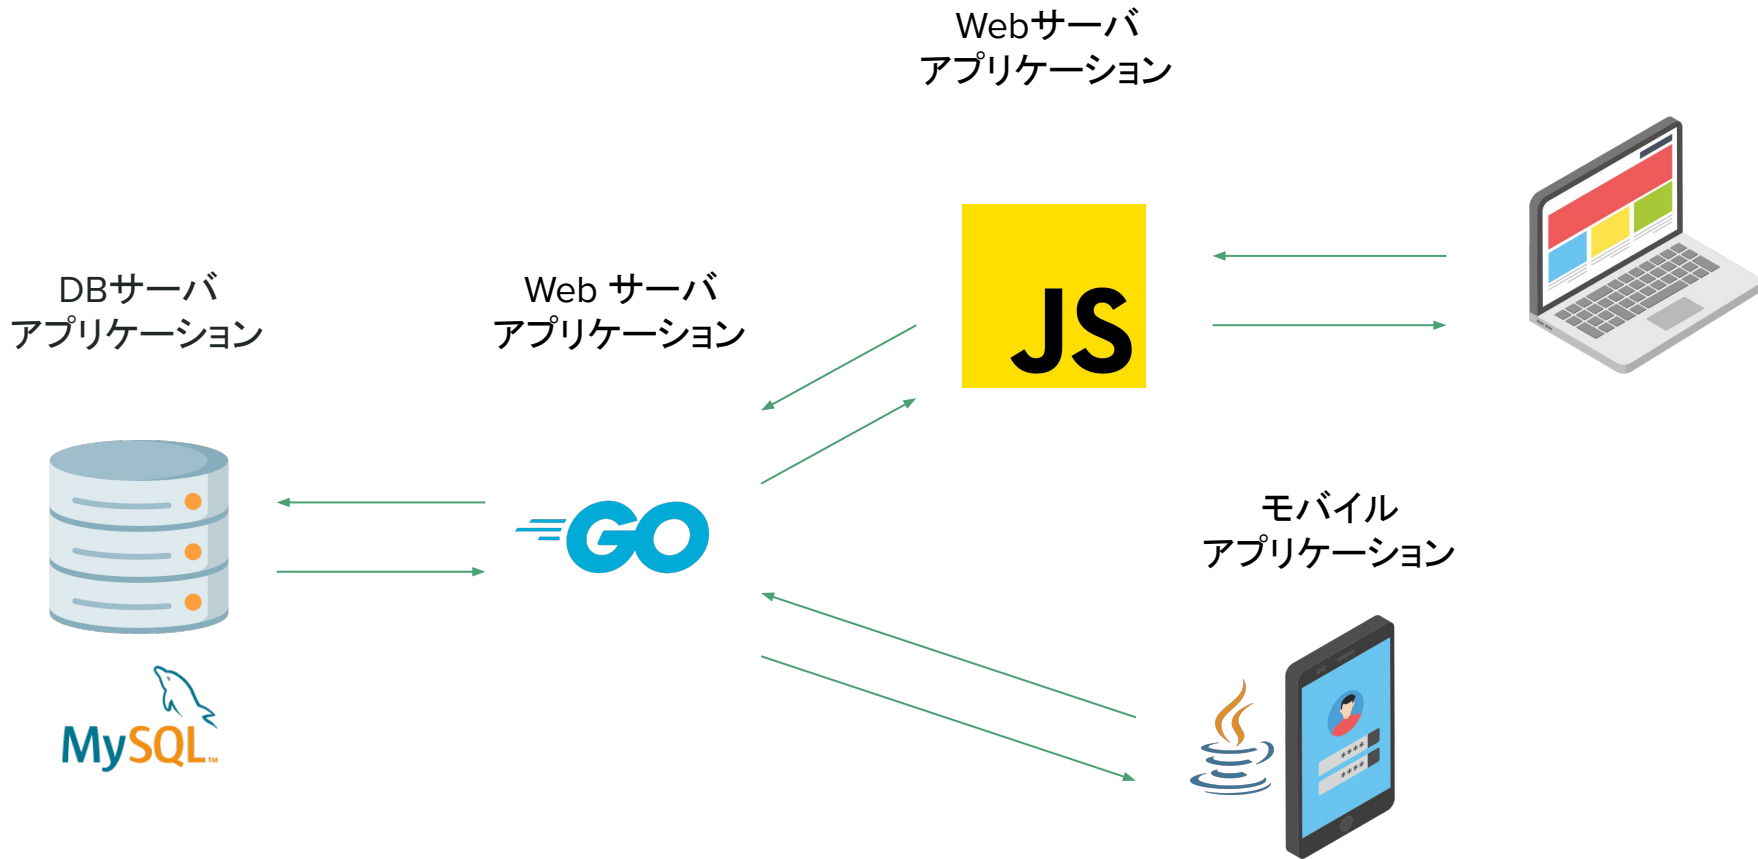 Webサーバ
アプリケーション
DBサーバ
アプリケーション
Web サーバ
アプリケーション
JS
GO
モバイル
アプリケーション
MySQL™
****
****